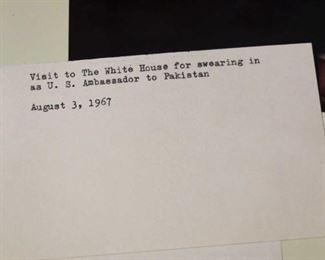 Visit to The White House for swearing in
as U. S. Ambassador to Pakistan
August 3, 1967